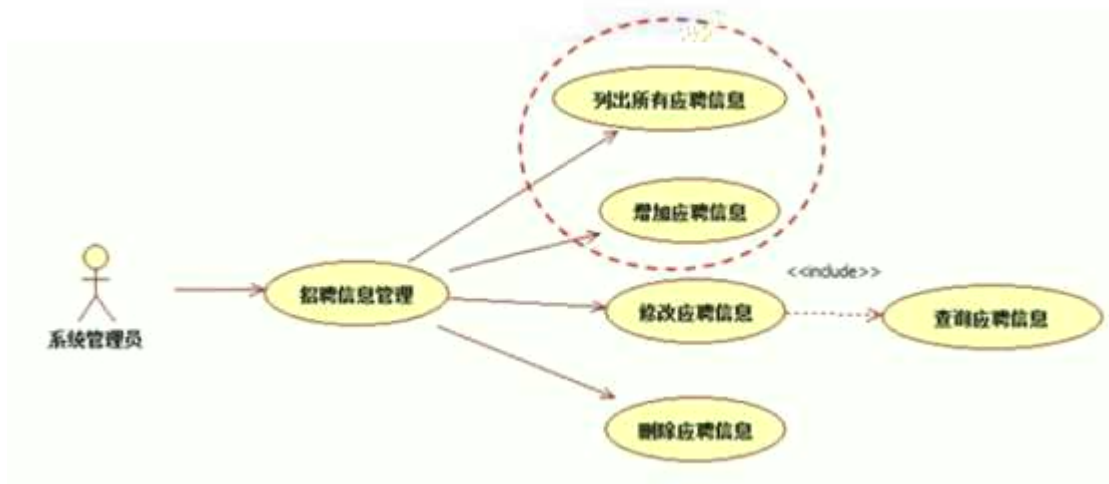 列出所有应聘信息
增加应聘信息
<<include>>
招聘信息管理
修改应聘信息
查询应聘信息
系统管理员
删除应聘信息